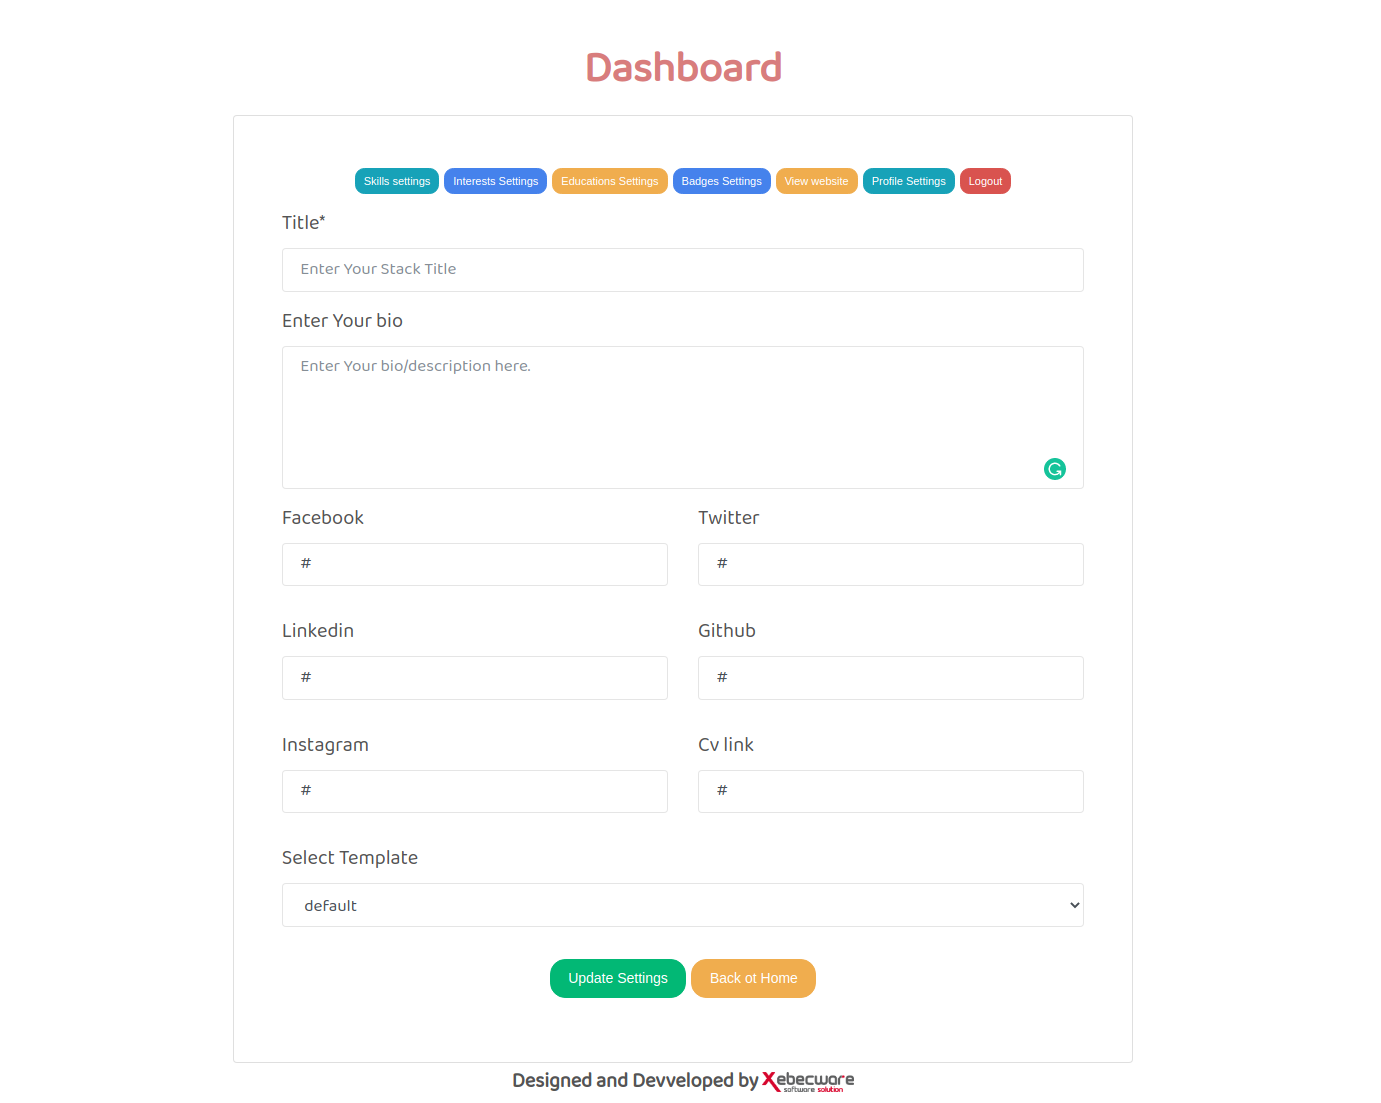 Dashboard
Skills settings Interests Settings Educations Settings Badges Settings View website Profile Settings Logout
Title*
Enter Your Stack Title
Enter Your bio
Enter Your bio/description here.
Facebook Twitter
# #
Linkedin Github
# #
Instagram Cv link
# #
Select Template
default
Update Settings Back ot Home
Designed and Devveloped by Xebecware
software solution